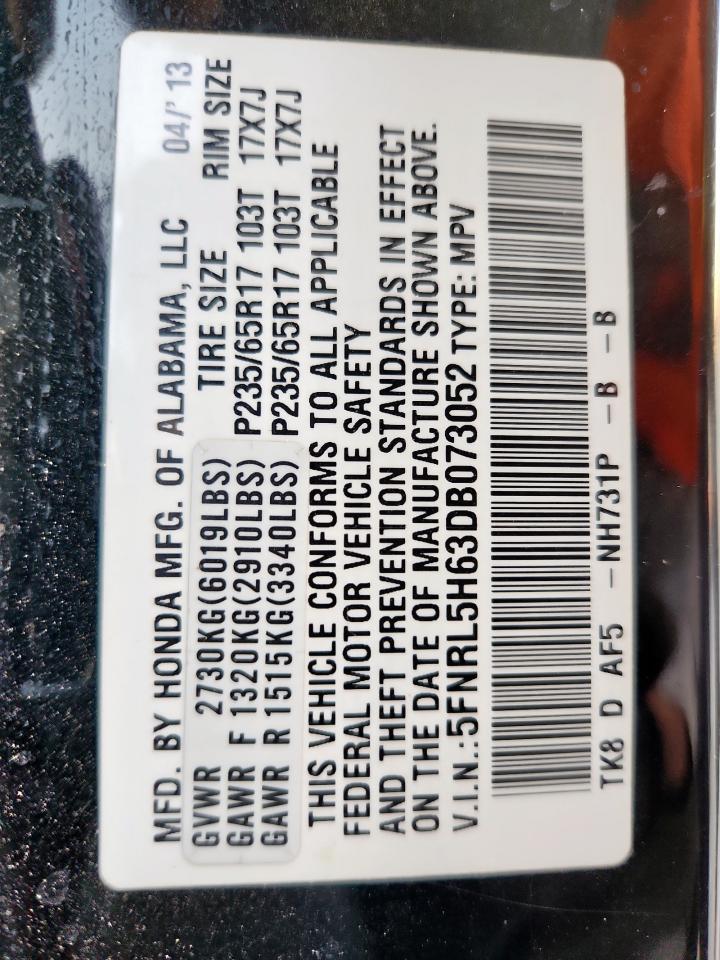 MFD. BY HONDA MFG. OF ALABAMA, LLC 04/' 13
GVWR 2730KG(6019LBS) TIRE SIZE RIM SIZE
GAWR F 1320KG(2910LBS) P235/65R17 103T 17X7J
GAWR R 1515KG(3340LBS) P235/65R17 103T 17X7J
THIS VEHICLE CONFORMS TO ALL APPLICABLE
FEDERAL MOTOR VEHICLE SAFETY
AND THEFT PREVENTION STANDARDS IN EFFECT
ON THE DATE OF MANUFACTURE SHOWN ABOVE.
V.I.N.:5FNRL5H63DB073052 TYPE: MPV
TK8 D AF5 -NH731P -B -B